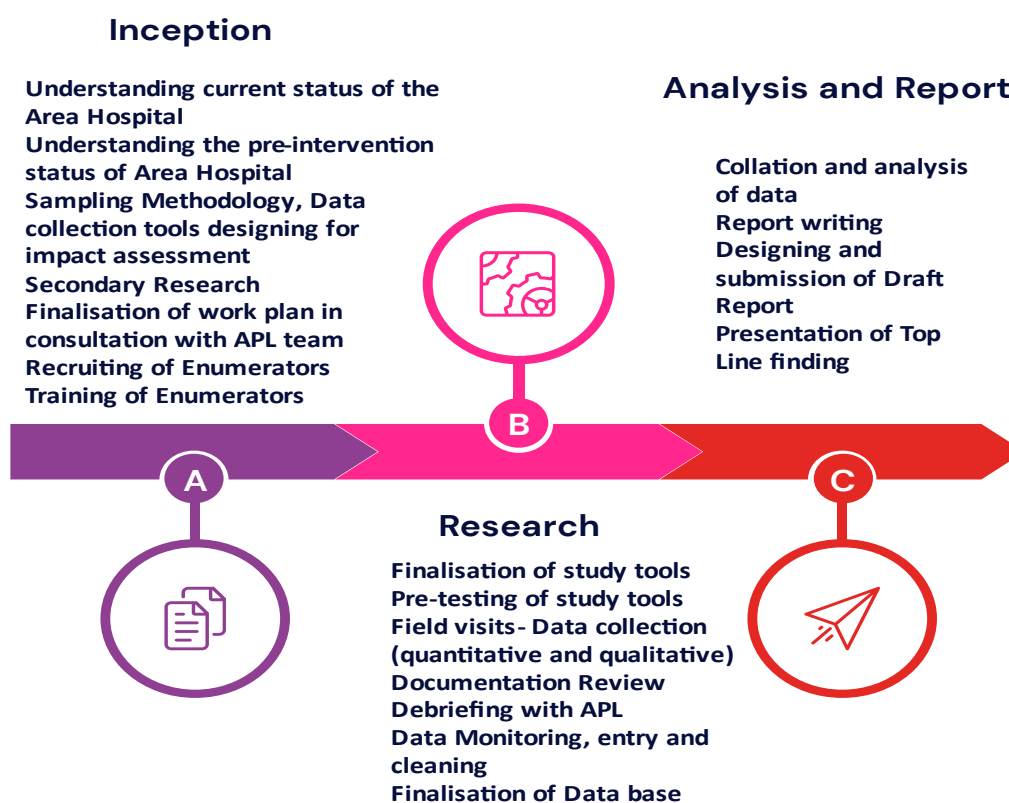 Inception
Understanding current status of the
Area Hospital
Understanding the pre-intervention
status of Area Hospital
Sampling Methodology, Data
collection tools designing for
impact assessment
Secondary Research
Finalisation of work plan in
consultation with APL team
Recruiting of Enumerators
Training of Enumerators
Analysis and Report
Collation and analysis
of data
Report writing
Designing and
submission of Draft
Report
Presentation of Top
Line finding
A
B
C
Research
Finalisation of study tools
Pre-testing of study tools
Field visits- Data collection
(quantitative and qualitative)
Documentation Review
Debriefing with APL
Data Monitoring, entry and
cleaning
Finalisation of Data base